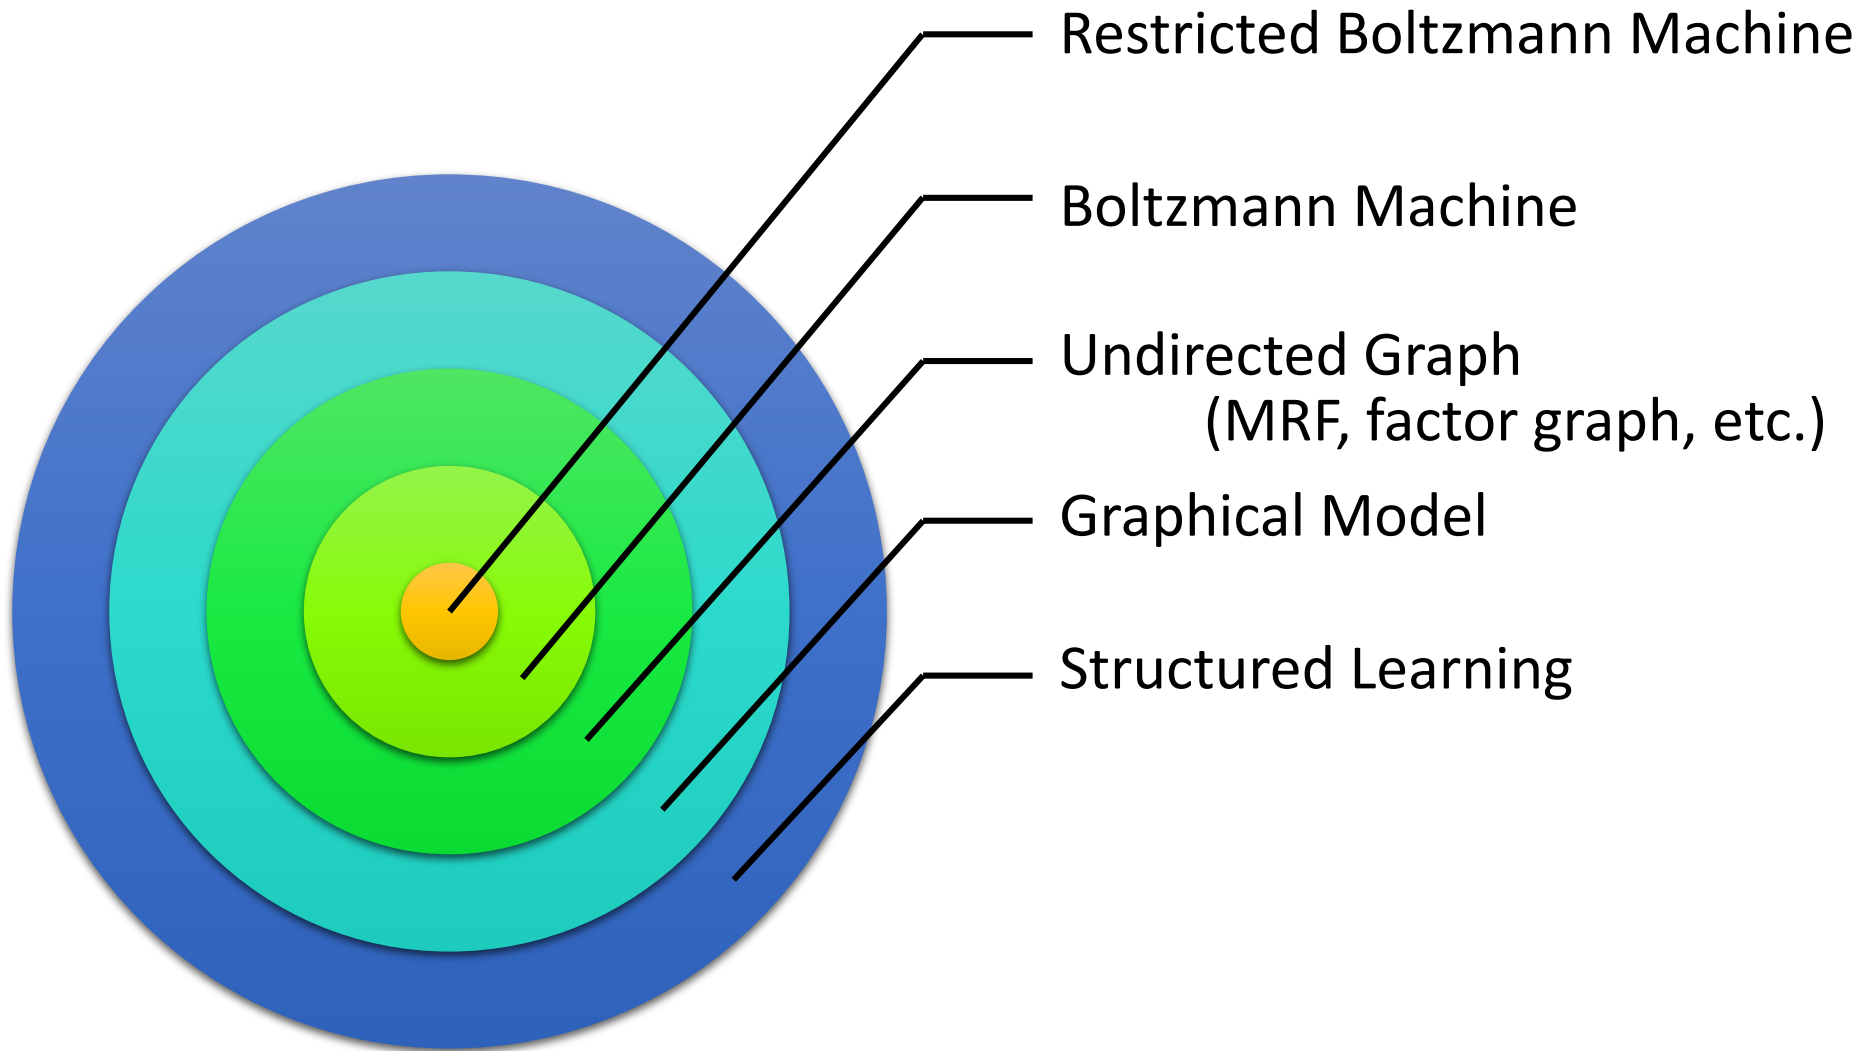 Restricted Boltzmann Machine
Boltzmann Machine
Undirected Graph
(MRF, factor graph, etc.)
Graphical Model
Structured Learning